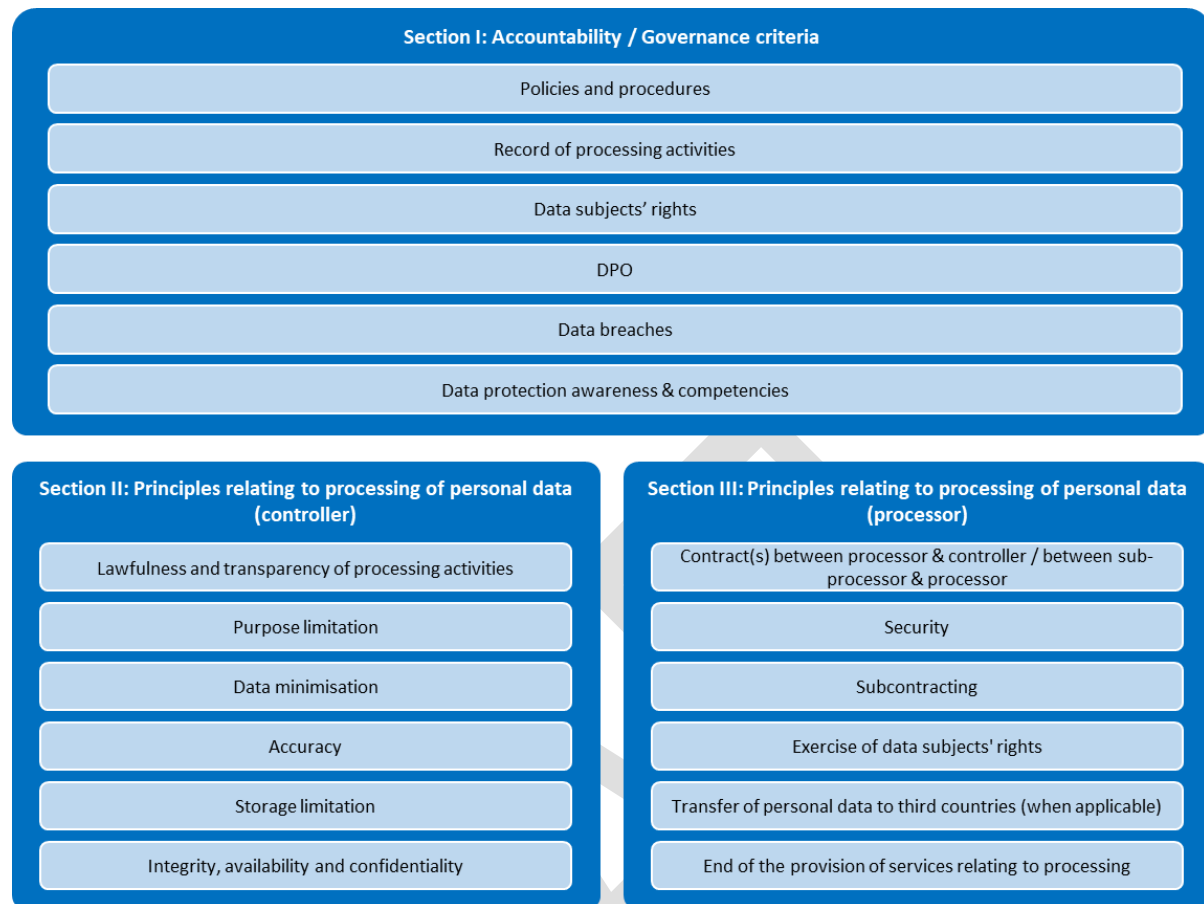 Section I: Accountability / Governance criteria
Policies and procedures
Record of processing activities
Data subjects’ rights
DPO
Data breaches
Data protection awareness & competencies
Section II: Principles relating to processing of personal data
(controller)
Lawfulness and transparency of processing activities
Purpose limitation
Data minimisation
Accuracy
Storage limitation
Integrity, availability and confidentiality
Section III: Principles relating to processing of personal data
(processor)
Contract(s) between processor & controller / between sub-
processor & processor
Security
Subcontracting
Exercise of data subjects' rights
Transfer of personal data to third countries (when applicable)
End of the provision of services relating to processing